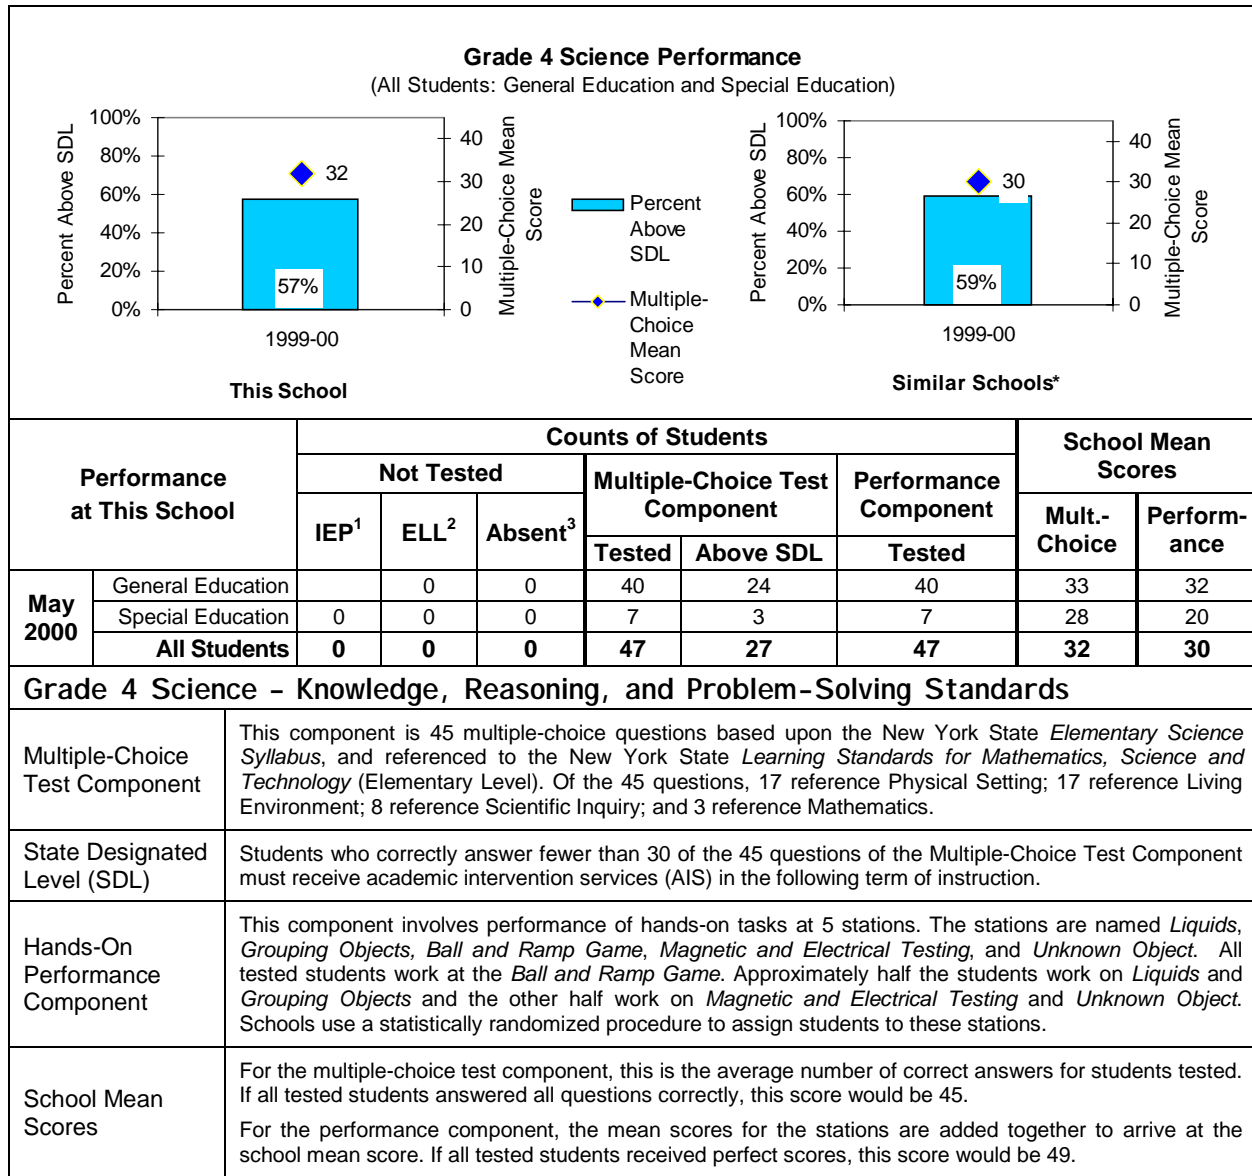 Grade 4 Science Performance
(All Students: General Education and Special Education)
100%
80%
60%
40%
20%
0%
Percent Above SDL
32
57%
40
30
20
10
0
Multiple-Choice Mean
Score
1999-00
This School
Percent
Above
SDL
Multiple-
Choice
Mean
Score
100%
80%
60%
40%
20%
0%
Percent Above SDL
30
59%
40
30
20
10
0
Multiple-Choice Mean
Score
1999-00
Similar Schools*
Performance
at This School
Counts of Students
School Mean
Scores
Not Tested
Multiple-Choice Test
Component
Performance
Component
IEP1 ELL2 Absent3
Tested Above SDL Tested
Mult.-
Choice
Perform-
ance
May
2000
General Education 0 0 40 24 40 33 32
Special Education 0 0 0 7 3 7 28 20
All Students 0 0 0 47 27 47 32 30
Grade 4 Science – Knowledge, Reasoning, and Problem-Solving Standards
Multiple-Choice
Test Component
This component is 45 multiple-choice questions based upon the New York State Elementary Science
Syllabus, and referenced to the New York State Learning Standards for Mathematics, Science and
Technology (Elementary Level). Of the 45 questions, 17 reference Physical Setting; 17 reference Living
Environment; 8 reference Scientific Inquiry; and 3 reference Mathematics.
State Designated
Level (SDL)
Students who correctly answer fewer than 30 of the 45 questions of the Multiple-Choice Test Component
must receive academic intervention services (AIS) in the following term of instruction.
Hands-On
Performance
Component
This component involves performance of hands-on tasks at 5 stations. The stations are named Liquids,
Grouping Objects, Ball and Ramp Game, Magnetic and Electrical Testing, and Unknown Object. All
tested students work at the Ball and Ramp Game. Approximately half the students work on Liquids and
Grouping Objects and the other half work on Magnetic and Electrical Testing and Unknown Object.
Schools use a statistically randomized procedure to assign students to these stations.
School Mean
Scores
For the multiple-choice test component, this is the average number of correct answers for students tested.
If all tested students answered all questions correctly, this score would be 45.
For the performance component, the mean scores for the stations are added together to arrive at the
school mean score. If all tested students received perfect scores, this score would be 49.